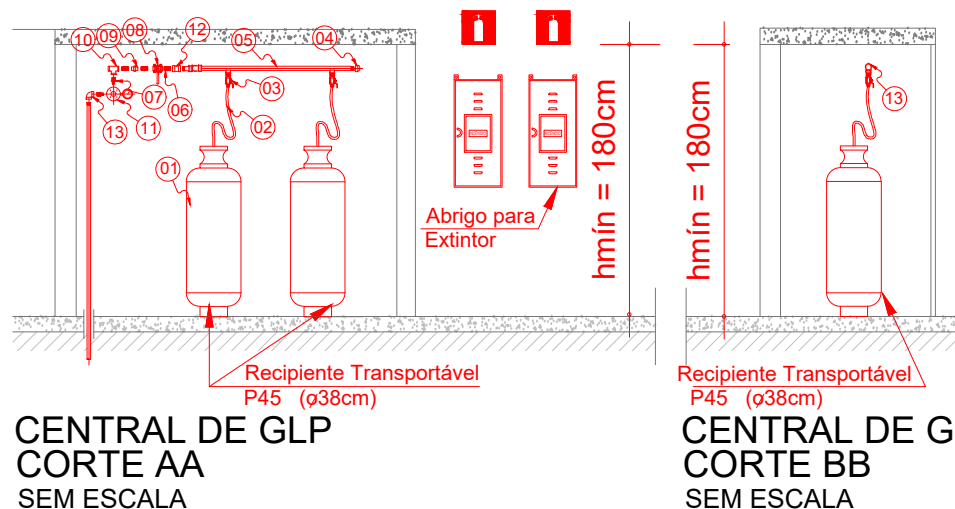 10
09
08
12
05
04
07
06
03
13
11
02
01
Abrigo para
Extintor
hmín = 180cm
hmín = 180cm
13
Recipiente Transportável
P45 (ø38cm)
Recipiente Transportável
P45 (ø38cm)
CENTRAL DE GLP
CORTE AA
SEM ESCALA
CENTRAL DE G
CORTE BB
SEM ESCALA